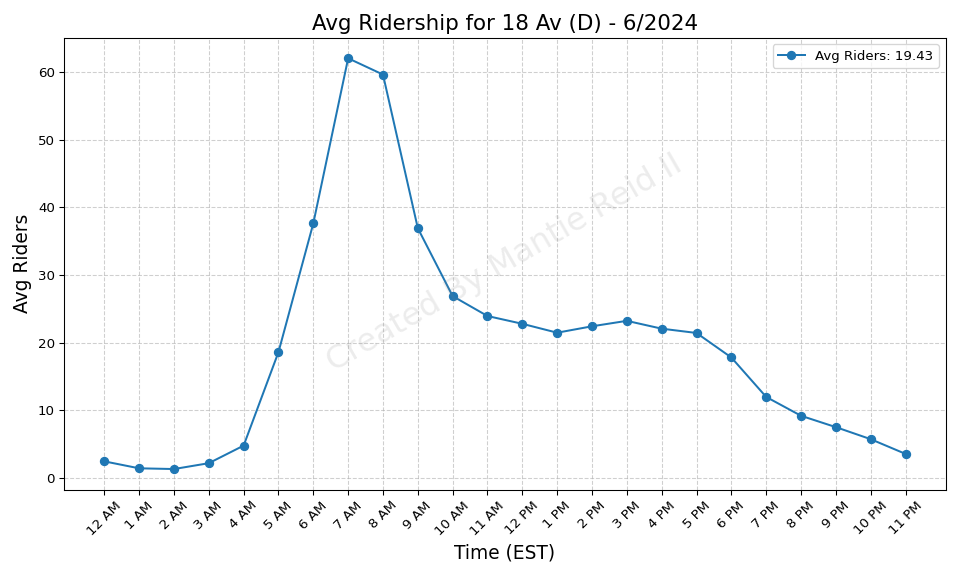 Avg Ridership for 18 Av (D) - 6/2024
Avg Riders: 19.43
Avg Riders
60
50
40
30
20
10
0
Created By Mantle Reid II
12 AM 1 AM 2 AM 3 AM 4 AM 5 AM 6 AM 7 AM 8 AM 9 AM 10 AM 11 AM 12 PM 1 PM 2 PM 3 PM 4 PM 5 PM 6 PM 7 PM 8 PM 9 PM 10 PM 11 PM
Time (EST)